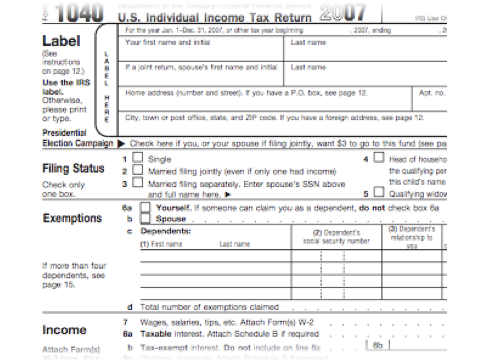 Form 1040
Department of the Treasury—Internal Revenue Service
U.S. Individual Income Tax Return 2007
IRS Use O
Label
(See
instructions
on page 12.)
Use the IRS
label.
Otherwise,
please print
or type.
LABEL HERE
For the year Jan. 1–Dec. 31, 2007, or other tax year beginning , 2007, ending , 2
Your first name and initial Last name
If a joint return, spouse's first name and initial Last name
Home address (number and street). If you have a P.O. box, see page 12. Apt. no.
City, town or post office, state, and ZIP code. If you have a foreign address, see page 12.
Presidential
Election Campaign ▶ Check here if you, or your spouse if filing jointly, want $3 to go to this fund (see pa
Filing Status
Check only
one box.
1 Single
2 Married filing jointly (even if only one had income)
3 Married filing separately. Enter spouse's SSN above
and full name here. ▶
4 Head of househo
the qualifying per
this child's name
5 Qualifying widow
Exemptions
6a Yourself. If someone can claim you as a dependent, do not check box 6a
b Spouse
c Dependents:
(1) First name Last name
(2) Dependent's
social security number
(3) Dependent's
relationship to
you
If more than four
dependents, see
page 15.
d Total number of exemptions claimed
Income
Attach Form(s)
7 Wages, salaries, tips, etc. Attach Form(s) W-2
8a Taxable interest. Attach Schedule B if required
b Tax-exempt interest. Do not include on line 8a 8b